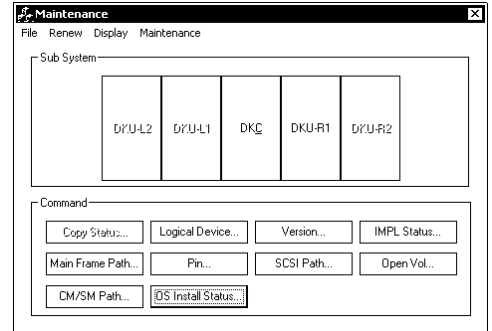 Maintenance
File Renew Display Maintenance
Sub System
DKU-L2 DKU-L1 DKC DKU-R1 DKU-R2
Command
Copy Status... Logical Device... Version... IMPL Status...
Main Frame Path... Pin... SCSI Path... Open Vol...
CM/SM Path... OS Install Status...